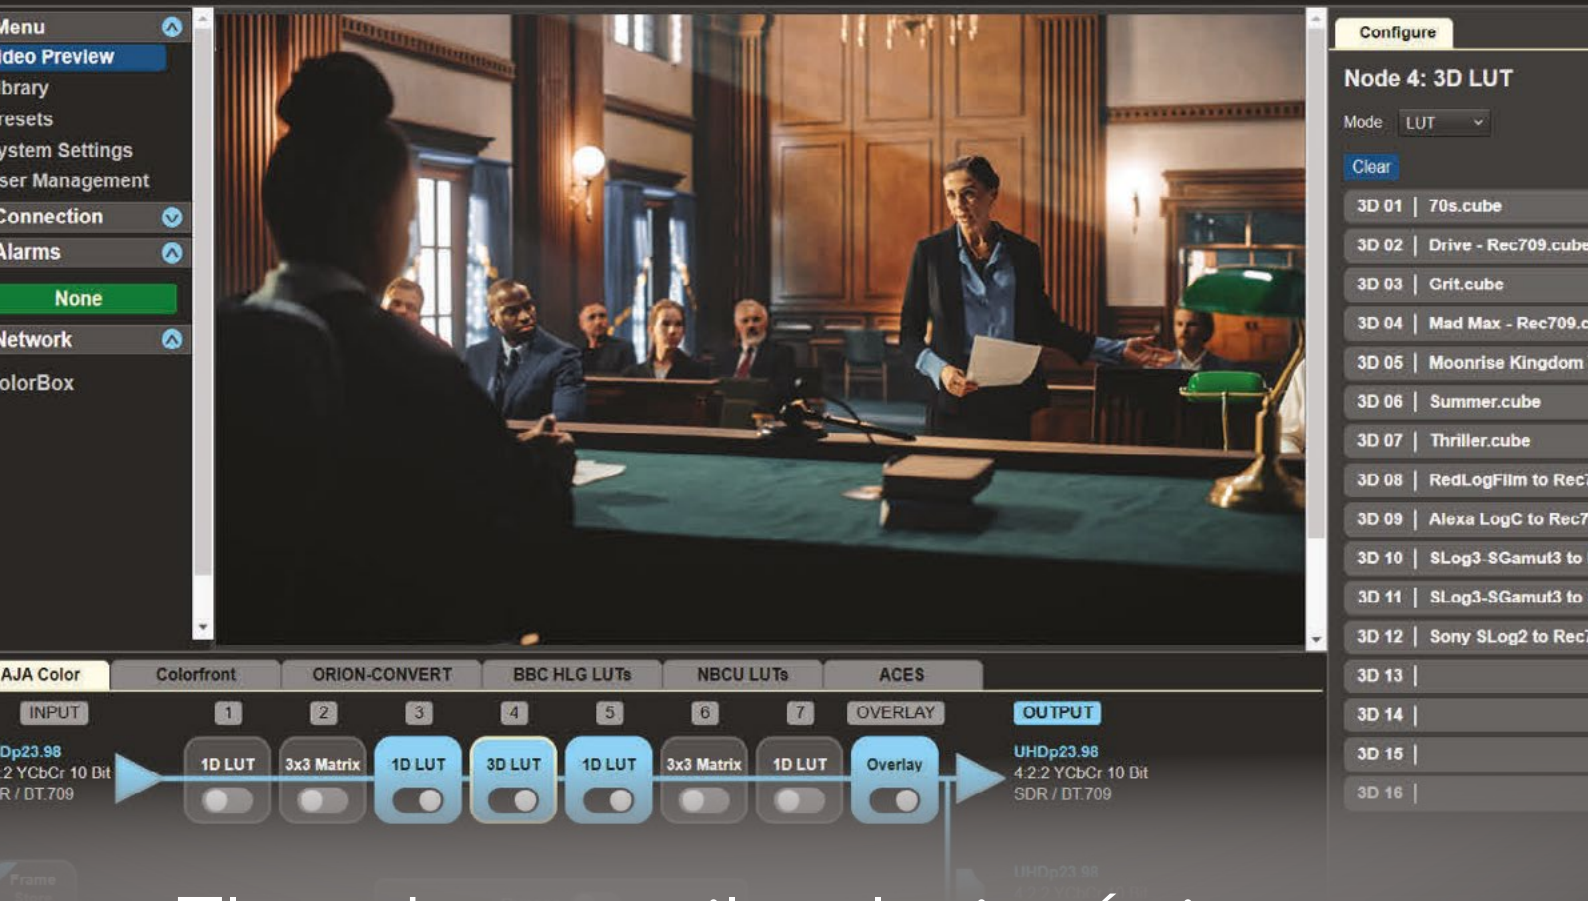 Menu
ideo Preview
ibrary
resets
ystem Settings
ser Management
Connection
Alarms
None
Network
olorBox
Configure
Node 4: 3D LUT
Mode LUT
Clear
3D 01 | 70s.cube
3D 02 | Drive - Rec709.cube
3D 03 | Grit.cube
3D 04 | Mad Max - Rec709.c
3D 05 | Moonrise Kingdom
3D 06 | Summer.cube
3D 07 | Thriller.cube
3D 08 | RedLogFilm to Rec7
3D 09 | Alexa LogC to Rec7
3D 10 | SLog3-SGamut3 to
3D 11 | SLog3-SGamut3 to
3D 12 | Sony SLog2 to Rec7
3D 13 |
3D 14 |
3D 15 |
3D 16 |
AJA Color Colorfront ORION-CONVERT BBC HLG LUTs NBCU LUTs ACES
INPUT 1 2 3 4 5 6 7 OVERLAY OUTPUT
Dp23.98
:2 YCbCr 10 Bit
R / DT.709
1D LUT 3x3 Matrix 1D LUT 3D LUT 1D LUT 3x3 Matrix 1D LUT Overlay
UHDp23.98
4:2:2 YCbCr 10 Bit
SDR / DT.709
Frame
UHDp23.98